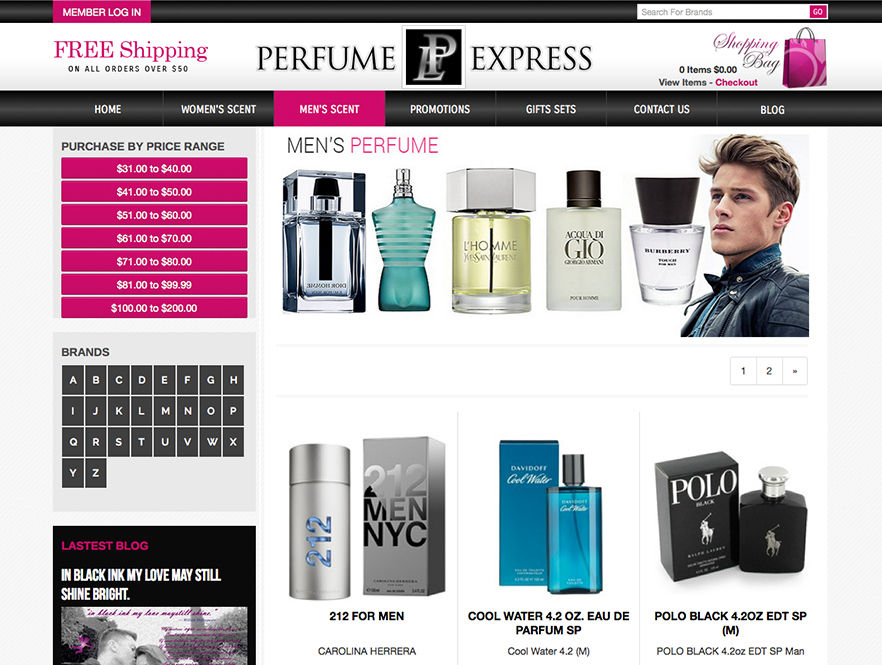 MEMBER LOG IN
Search For Brands
GO
FREE Shipping
ON ALL ORDERS OVER $50
PERFUME
EXPRESS
Shopping
Bag
0 Items $0.00
View Items - Checkout
HOME
WOMEN'S SCENT
MEN'S SCENT
PROMOTIONS
GIFTS SETS
CONTACT US
BLOG
PURCHASE BY PRICE RANGE
$31.00 to $40.00
$41.00 to $50.00
$51.00 to $60.00
$61.00 to $70.00
$71.00 to $80.00
$81.00 to $99.99
$100.00 to $200.00
BRANDS
A B C D E F G H
I J K L M N O P
Q R S T U V W X
Y Z
LASTEST BLOG
IN BLACK INK MY LOVE MAY STILL
SHINE BRIGHT.
"in black ink my love may still shine."
MEN'S PERFUME
L'HOMME
YVES SAINT LAURENT
ACQUA DI
GIÒ
GIORGIO ARMANI
POUR HOMME
BURBERRY
TOUCH
FOR MEN
1 2 »
212
212
MEN
NYC
CAROLINA HERRERA
212 FOR MEN
CAROLINA HERRERA
DAVIDOFF
Cool Water
DAVIDOFF
Cool Water
COOL WATER 4.2 OZ. EAU DE
PARFUM SP
Cool Water 4.2 (M)
POLO
BLACK
RALPH LAUREN
POLO BLACK 4.2OZ EDT SP
(M)
POLO BLACK 4.2oz EDT SP Man